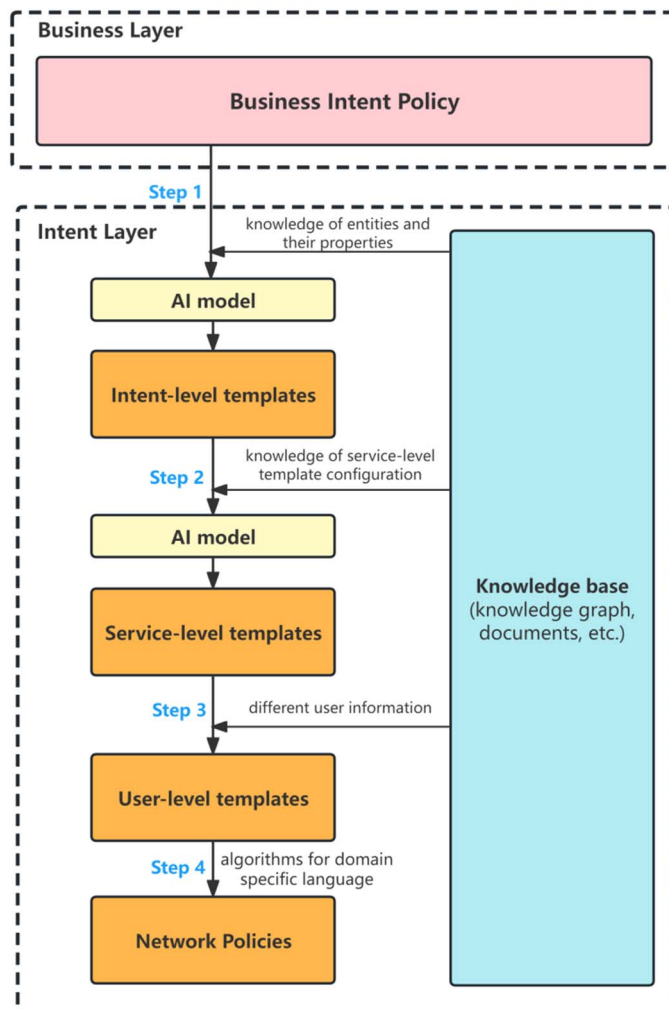 Business Layer
Business Intent Policy
Step 1
knowledge of entities and
their properties
Intent Layer
AI model
Intent-level templates
knowledge of service-level
template configuration
Step 2
AI model
Knowledge base
(knowledge graph,
documents, etc.)
Service-level templates
Step 3
different user information
User-level templates
Step 4
algorithms for domain
specific language
Network Policies